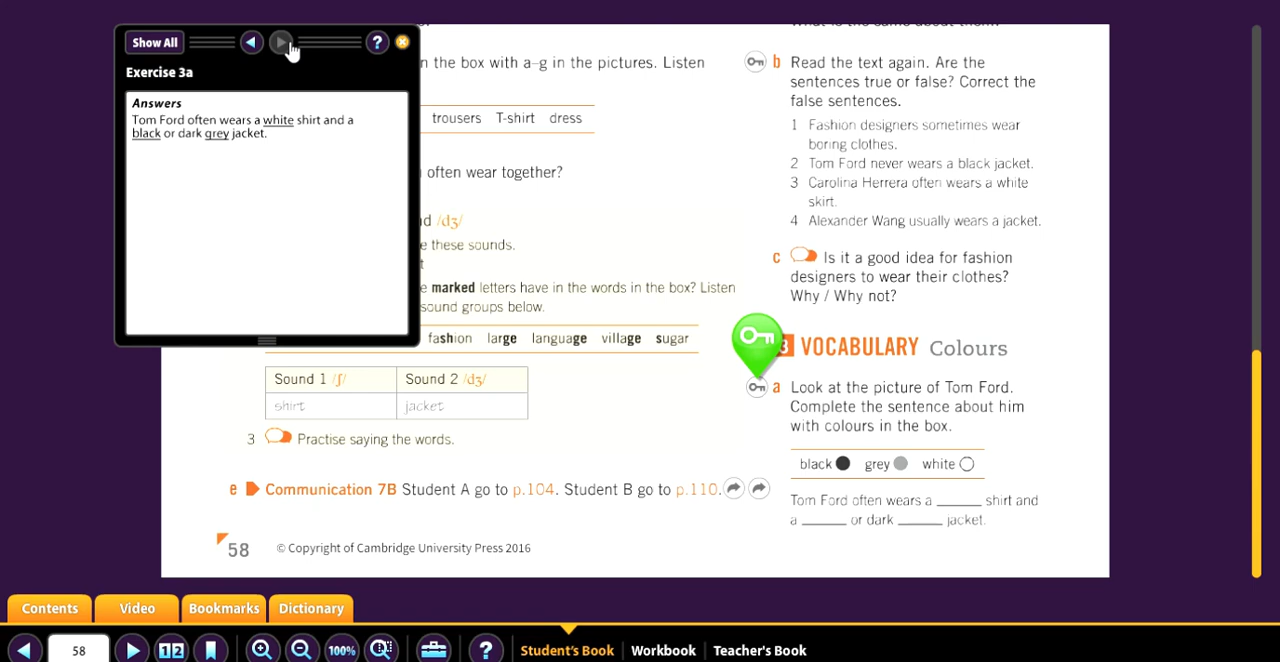 Show All
?
Exercise 3a
Answers
Tom Ford often wears a white shirt and a
black or dark grey jacket.
n the box with a–g in the pictures. Listen
trousers T-shirt dress
often wear together?
d /dʒ/
e these sounds.
t
e marked letters have in the words in the box? Listen
sound groups below.
fashion large language village sugar
Sound 1 /ʃ/ Sound 2 /dʒ/
shirt jacket
3 Practise saying the words.
e Communication 7B Student A go to p.104. Student B go to p.110.
58 © Copyright of Cambridge University Press 2016
b Read the text again. Are the
sentences true or false? Correct the
false sentences.
1 Fashion designers sometimes wear
boring clothes.
2 Tom Ford never wears a black jacket.
3 Carolina Herrera often wears a white
skirt.
4 Alexander Wang usually wears a jacket.
c Is it a good idea for fashion
designers to wear their clothes?
Why / Why not?
3 VOCABULARY Colours
a Look at the picture of Tom Ford.
Complete the sentence about him
with colours in the box.
black grey white
Tom Ford often wears a ______ shirt and
a ______ or dark ______ jacket.
Contents Video Bookmarks Dictionary
58 12 100% ? Student's Book Workbook Teacher's Book